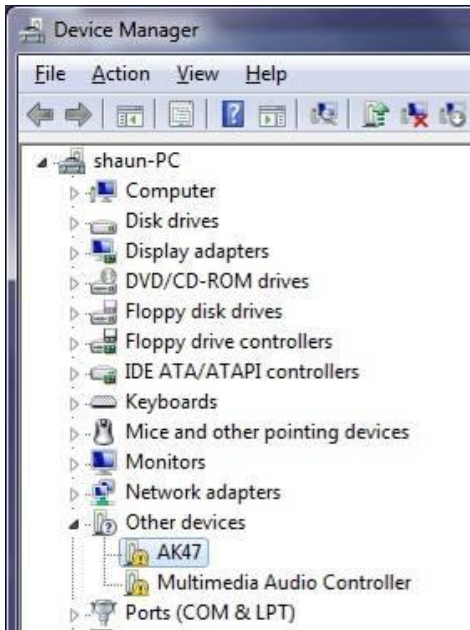 Device Manager
File Action View Help
shaun-PC
Computer
Disk drives
Display adapters
DVD/CD-ROM drives
Floppy disk drives
Floppy drive controllers
IDE ATA/ATAPI controllers
Keyboards
Mice and other pointing devices
Monitors
Network adapters
Other devices
AK47
Multimedia Audio Controller
Ports (COM & LPT)